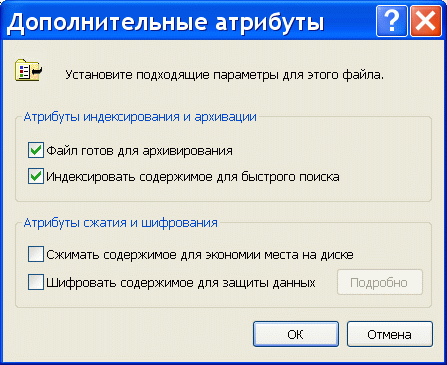 Дополнительные атрибуты
Установите подходящие параметры для этого файла.
Атрибуты индексирования и архивации
Файл готов для архивирования
Индексировать содержимое для быстрого поиска
Атрибуты сжатия и шифрования
Сжимать содержимое для экономии места на диске
Шифровать содержимое для защиты данных Подробно
ОК Отмена